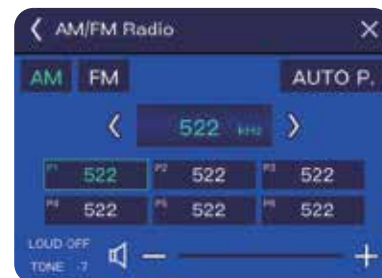 AM/FM Radio
AM FM AUTO P.
522 kHz
P1 522 P2 522 P3 522
P4 522 P5 522 P6 522
LOUD OFF
TONE -7